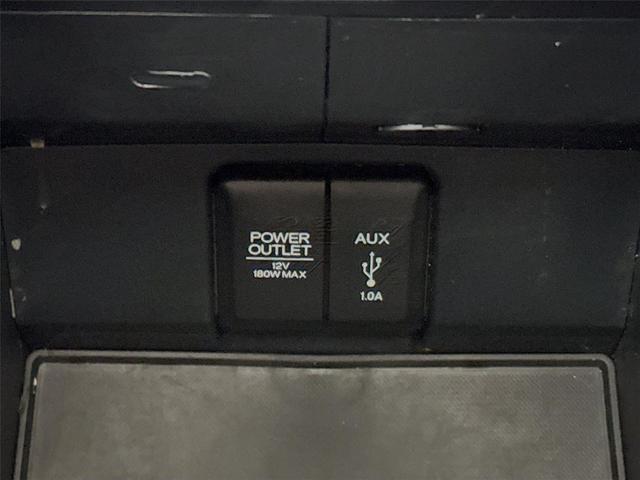 POWER
OUTLET
12V
180W MAX
AUX
1.0A